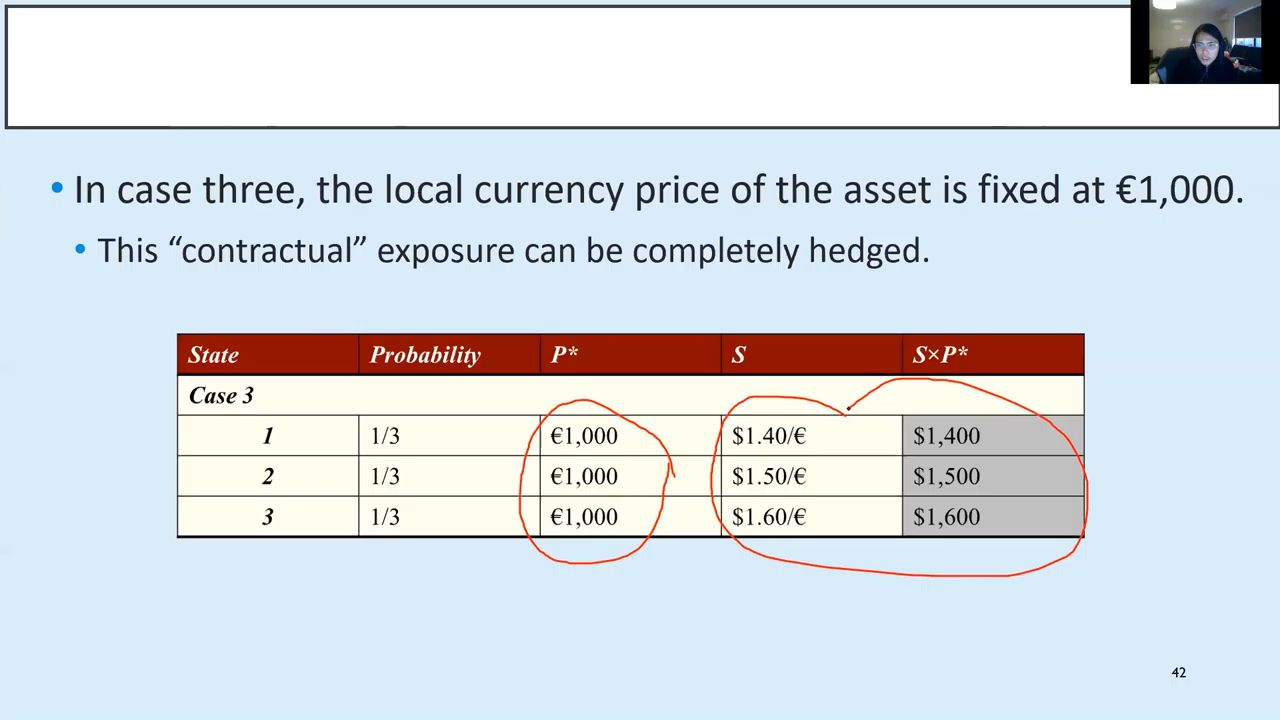 • In case three, the local currency price of the asset is fixed at €1,000.
• This “contractual” exposure can be completely hedged.
State Probability P* S S×P*
Case 3
1 1/3 €1,000 $1.40/€ $1,400
2 1/3 €1,000 $1.50/€ $1,500
3 1/3 €1,000 $1.60/€ $1,600
42